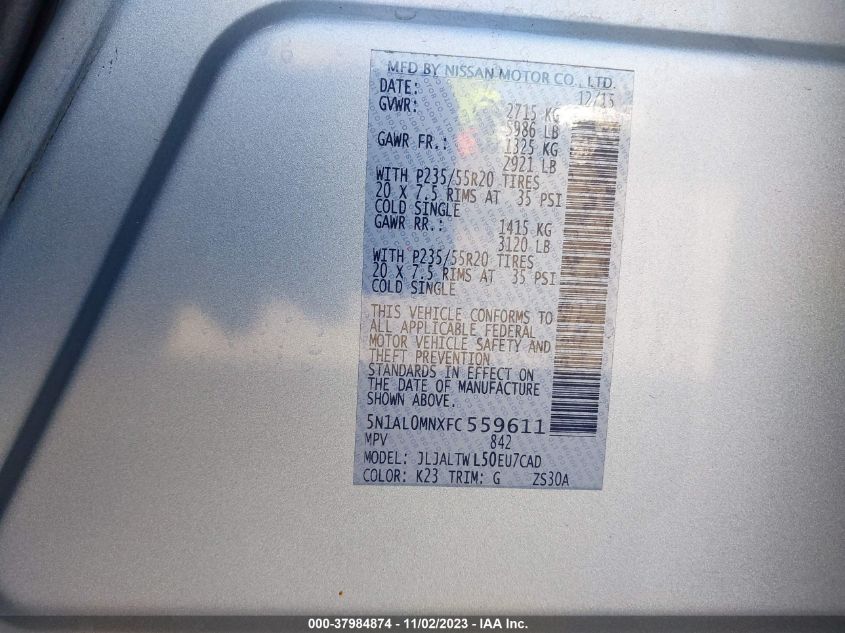 MFD BY NISSAN MOTOR CO., LTD.
DATE: 12/15
GVWR: 2715 KG
5986 LB
GAWR FR.: 1325 KG
2921 LB
WITH P235/55R20 TIRES
20 X 7.5 RIMS AT 35 PSI
COLD SINGLE
GAWR RR.: 1415 KG
3120 LB
WITH P235/55R20 TIRES
20 X 7.5 RIMS AT 35 PSI
COLD SINGLE
THIS VEHICLE CONFORMS TO
ALL APPLICABLE FEDERAL
MOTOR VEHICLE SAFETY AND
THEFT PREVENTION
STANDARDS IN EFFECT ON
THE DATE OF MANUFACTURE
SHOWN ABOVE.
5N1AL0MNXFC 559611
MPV 842
MODEL: JLJALTWL50EU7CAD
COLOR: K23 TRIM: G ZS30A
000-37984874 - 11/02/2023 - IAA Inc.